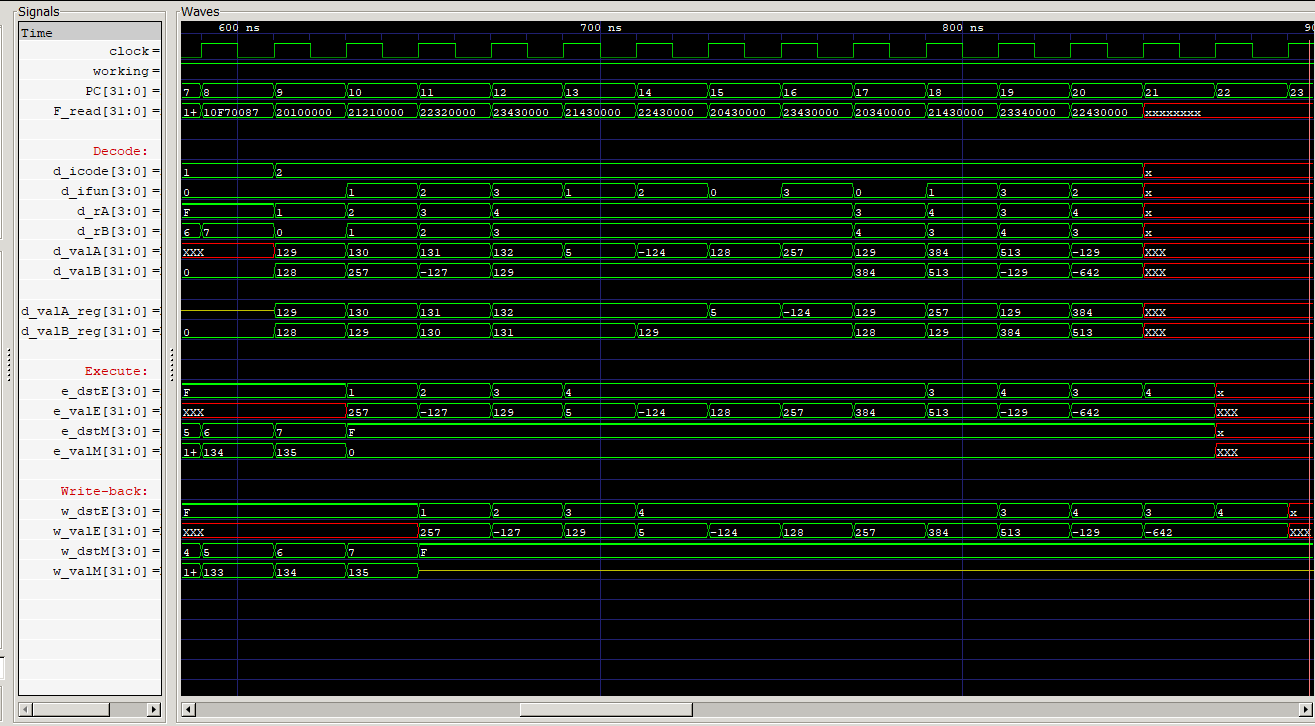 Signals
Waves
Time
600 ns 700 ns 800 ns 90
clock=
working=
PC[31:0] = 7 8 9 10 11 12 13 14 15 16 17 18 19 20 21 22 23
F_read[31:0] = 1+ 10F70087 20100000 21210000 22320000 23430000 21430000 22430000 20430000 23430000 20340000 21430000 23340000 22430000 xxxxxxxx
Decode:
d_icode[3:0] = 1 2 x
d_ifun[3:0] = 0 1 2 3 1 2 0 3 0 1 3 2 x
d_rA[3:0] = F 1 2 3 4 3 4 3 4 x
d_rB[3:0] = 6 7 0 1 2 3 4 3 4 3 x
d_valA[31:0] = XXX 129 130 131 132 5 -124 128 257 129 384 513 -129 XXX
d_valB[31:0] = 0 128 257 -127 129 384 513 -129 -642 XXX
d_valA_reg[31:0] = 129 130 131 132 5 -124 129 257 129 384 XXX
d_valB_reg[31:0] = 0 128 129 130 131 129 128 129 384 513 XXX
Execute:
e_dstE[3:0] = F 1 2 3 4 3 4 3 4 x
e_valE[31:0] = XXX 257 -127 129 5 -124 128 257 384 513 -129 -642 XXX
e_dstM[3:0] = 5 6 7 F x
e_valM[31:0] = 1+ 134 135 0 XXX
Write-back:
w_dstE[3:0] = F 1 2 3 4 3 4 3 4 x
w_valE[31:0] = XXX 257 -127 129 5 -124 128 257 384 513 -129 -642 XXX
w_dstM[3:0] = 4 5 6 7 F
w_valM[31:0] = 1+ 133 134 135